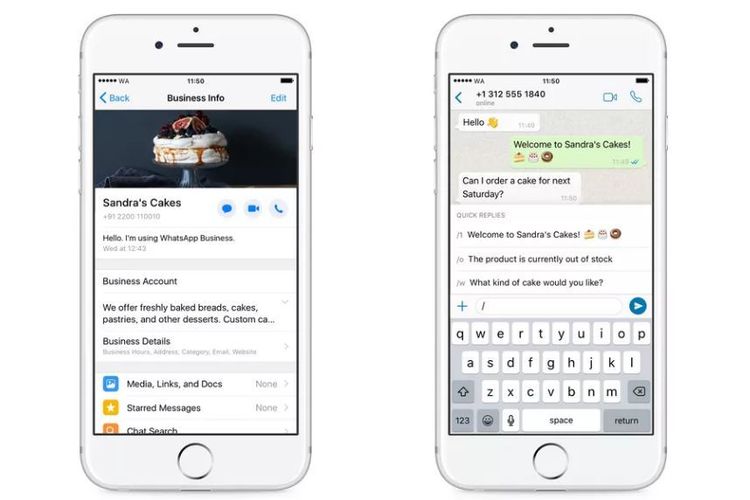 WA 11:50
Back Business Info Edit
Sandra's Cakes
+91 2200 110010
Hello. I'm using WhatsApp Business.
Wed at 12:43
Business Account
We offer freshly baked breads, cakes,
pastries, and other desserts. Custom ca...
Business Details
Business Hours, Address, Category, Email, Website
Media, Links, and Docs None
Starred Messages None
Chat Search
WA 11:50
+1 312 555 1840
online
Hello 👋 11:49
Welcome to Sandra's Cakes!
🍰 🎂 🍩 11:49
Can I order a cake for next
Saturday? 11:50
QUICK REPLIES
/1 Welcome to Sandra's Cakes! 🍰 🎂 🍩
/o The product is currently out of stock
/w What kind of cake would you like?
+ /
q w e r t y u i o p
a s d f g h j k l
z x c v b n m
123 space return